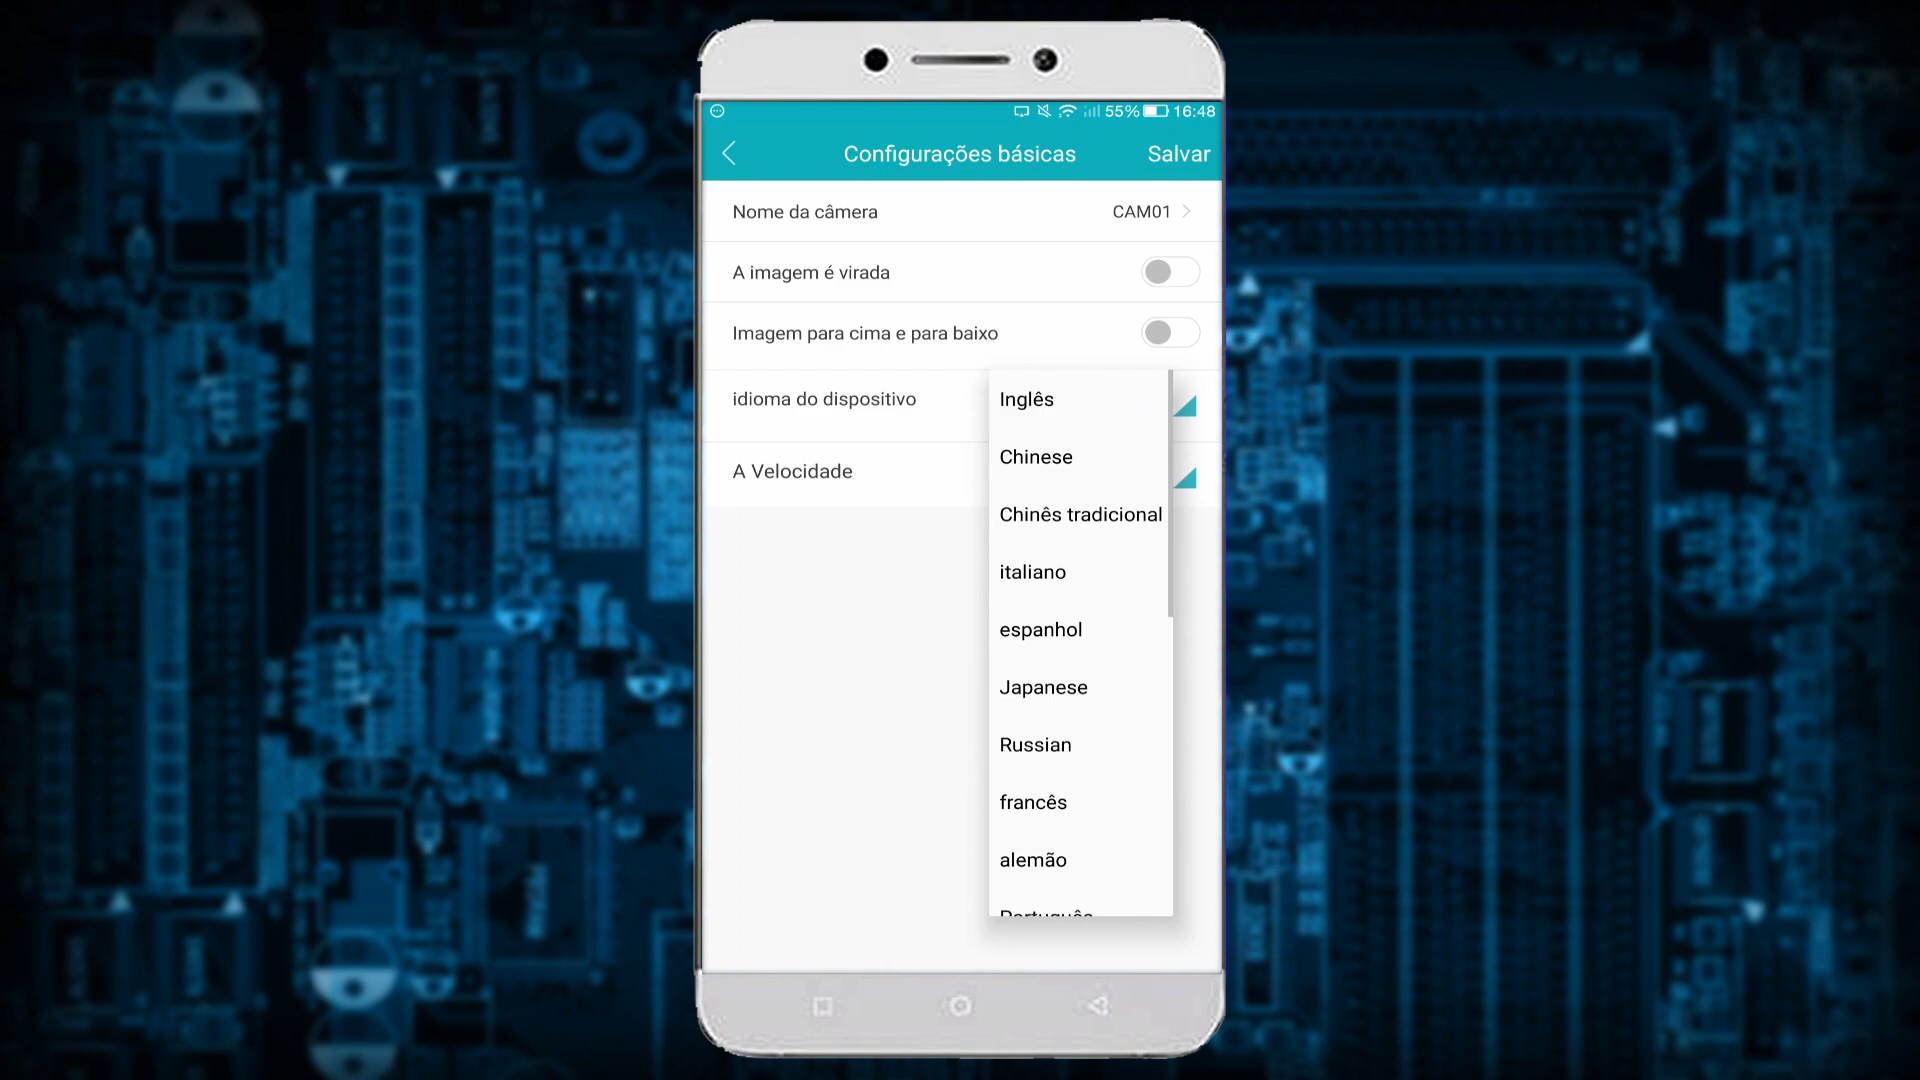 55% 16:48
Configurações básicas Salvar
Nome da câmera CAM01
A imagem é virada
Imagem para cima e para baixo
idioma do dispositivo
A Velocidade
Inglês
Chinese
Chinês tradicional
italiano
espanhol
Japanese
Russian
francês
alemão
Português